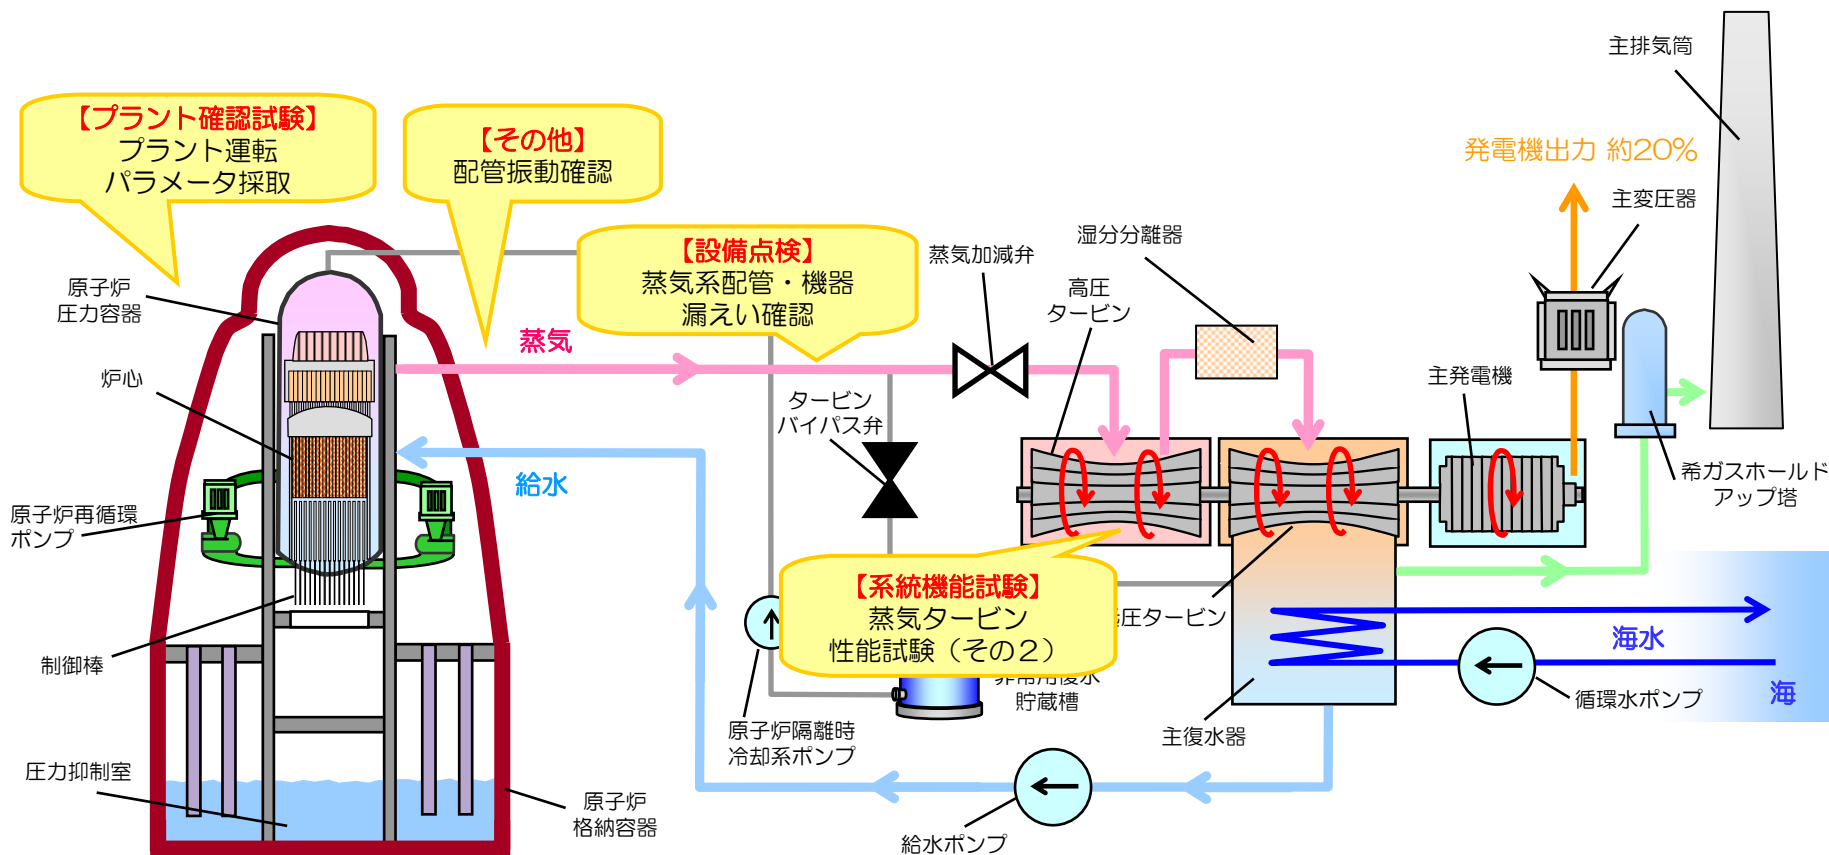 主排気筒
【プラント確認試験】
プラント運転
パラメータ採取
【その他】
配管振動確認
発電機出力 約20%
主変圧器
【設備点検】
蒸気系配管・機器
漏えい確認
湿分分離器
蒸気加減弁
高圧
タービン
原子炉
圧力容器
蒸気
炉心
タービン
バイパス弁
主発電機
給水
希ガスホールド
アップ塔
原子炉再循環
ポンプ
【系統機能試験】
蒸気タービン
性能試験（その２）
圧タービン
海水
制御棒
海
非常用復水
貯蔵槽
循環水ポンプ
原子炉隔離時
冷却系ポンプ
主復水器
圧力抑制室
原子炉
格納容器
給水ポンプ